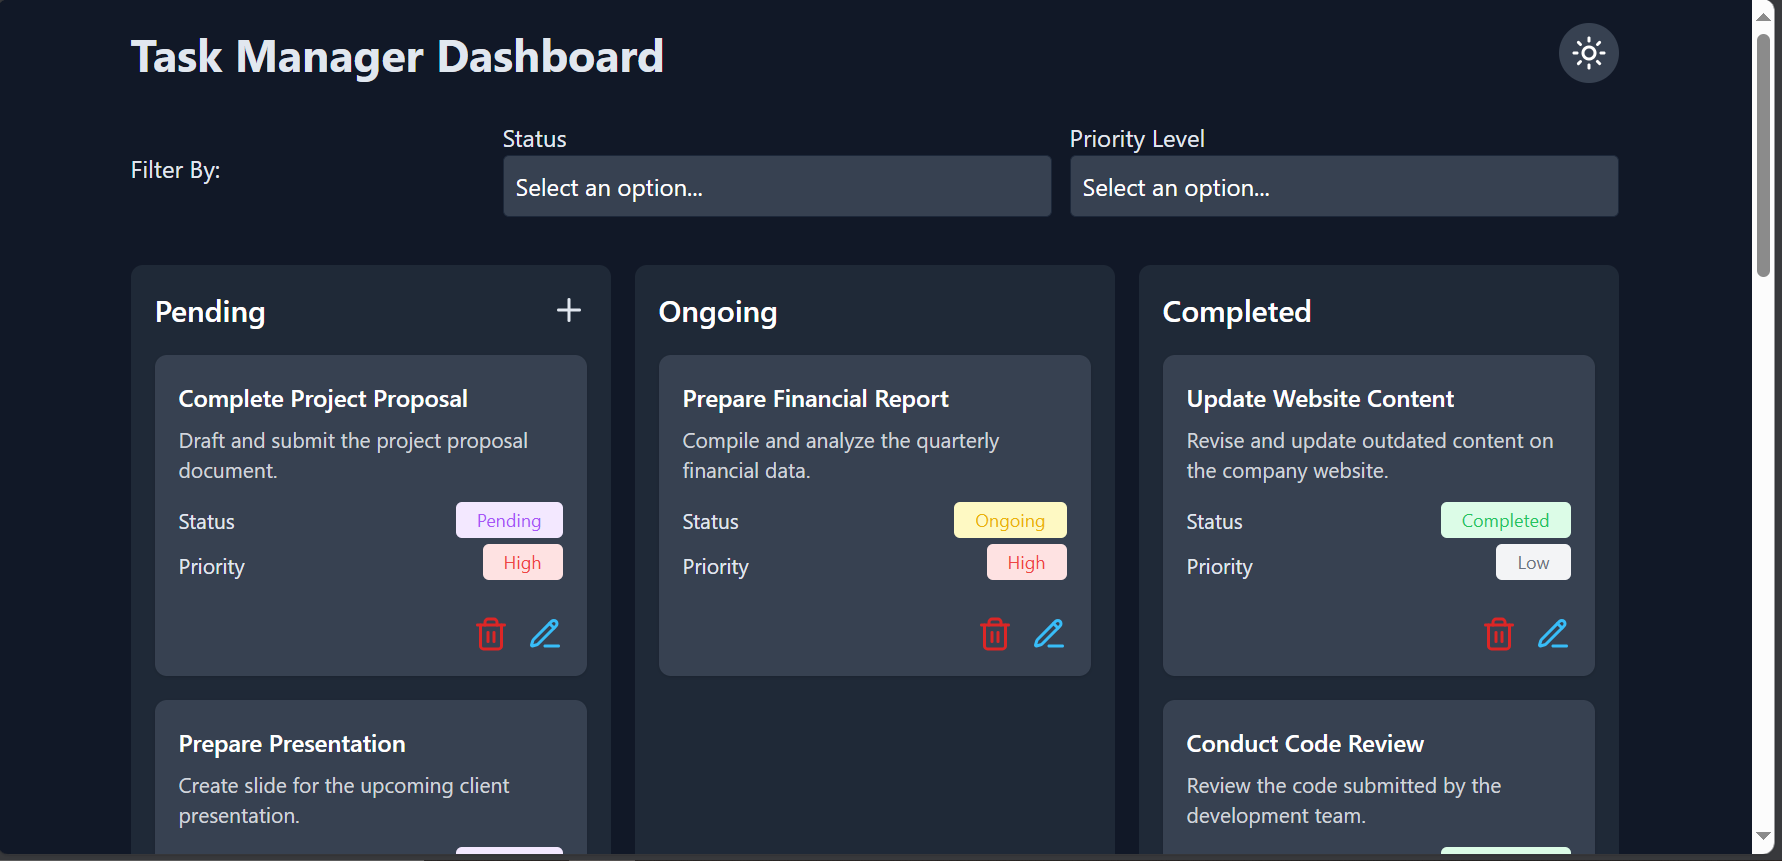 Task Manager Dashboard
Filter By:
Status
Select an option...
Priority Level
Select an option...
Pending
Complete Project Proposal
Draft and submit the project proposal
document.
Status Pending
Priority High
Prepare Presentation
Create slide for the upcoming client
presentation.
Ongoing
Prepare Financial Report
Compile and analyze the quarterly
financial data.
Status Ongoing
Priority High
Completed
Update Website Content
Revise and update outdated content on
the company website.
Status Completed
Priority Low
Conduct Code Review
Review the code submitted by the
development team.